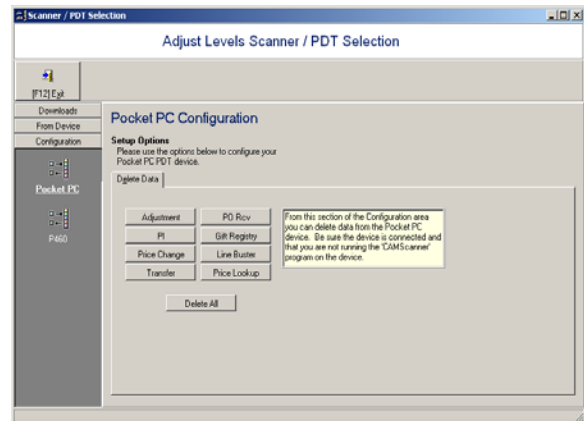 Scanner / PDT Selection
Adjust Levels Scanner / PDT Selection
[F12] Exit
Downloads
From Device
Configuration
Pocket PC
P460
Pocket PC Configuration
Setup Options
Please use the options below to configure your
Pocket PC PDT device.
Delete Data
Adjustment
PO Rcv
PI
Gift Registry
Price Change
Line Buster
Transfer
Price Lookup
Delete All
From this section of the Configuration area
you can delete data from the Pocket PC
device. Be sure the device is connected and
that you are not running the 'CAMScanner'
program on the device.